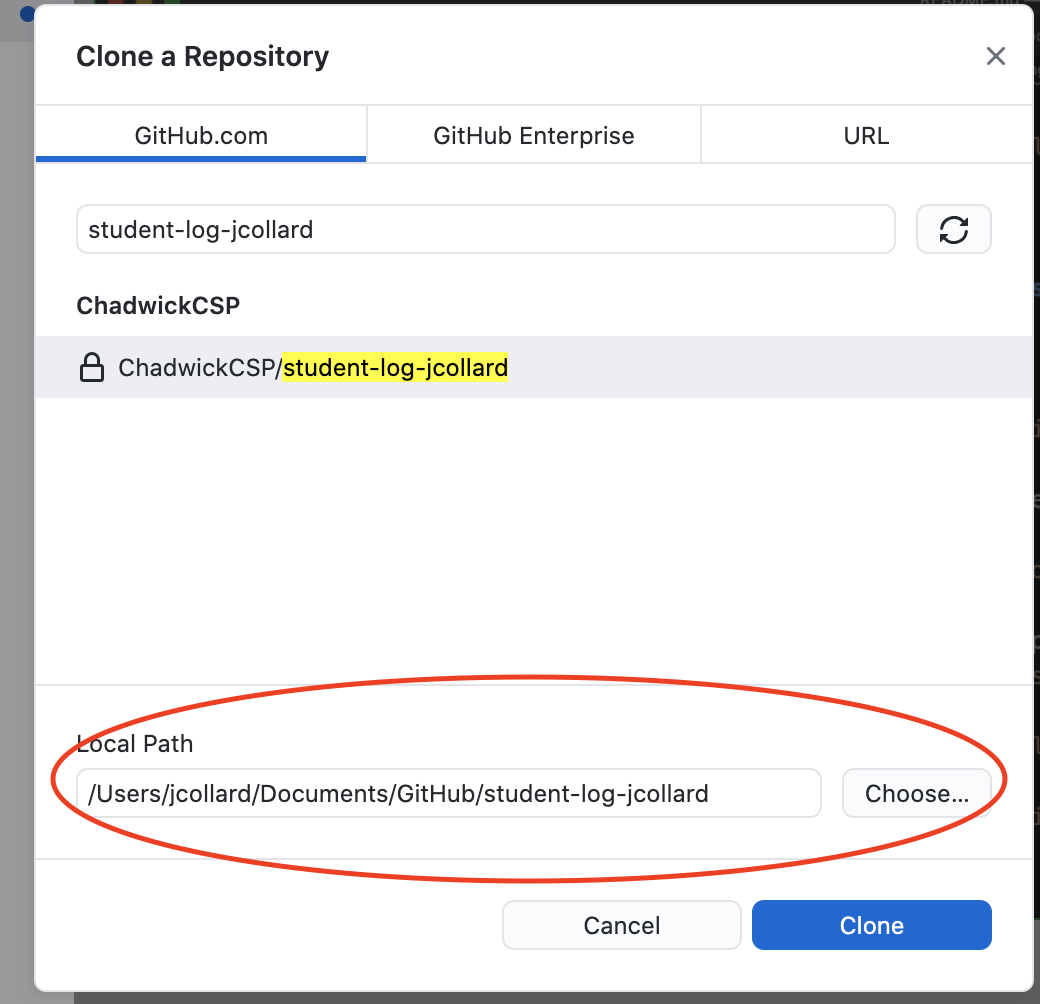 Clone a Repository
GitHub.com
GitHub Enterprise
URL
student-log-jcollard
ChadwickCSP
ChadwickCSP/student-log-jcollard
Local Path
/Users/jcollard/Documents/GitHub/student-log-jcollard
Choose...
Cancel
Clone